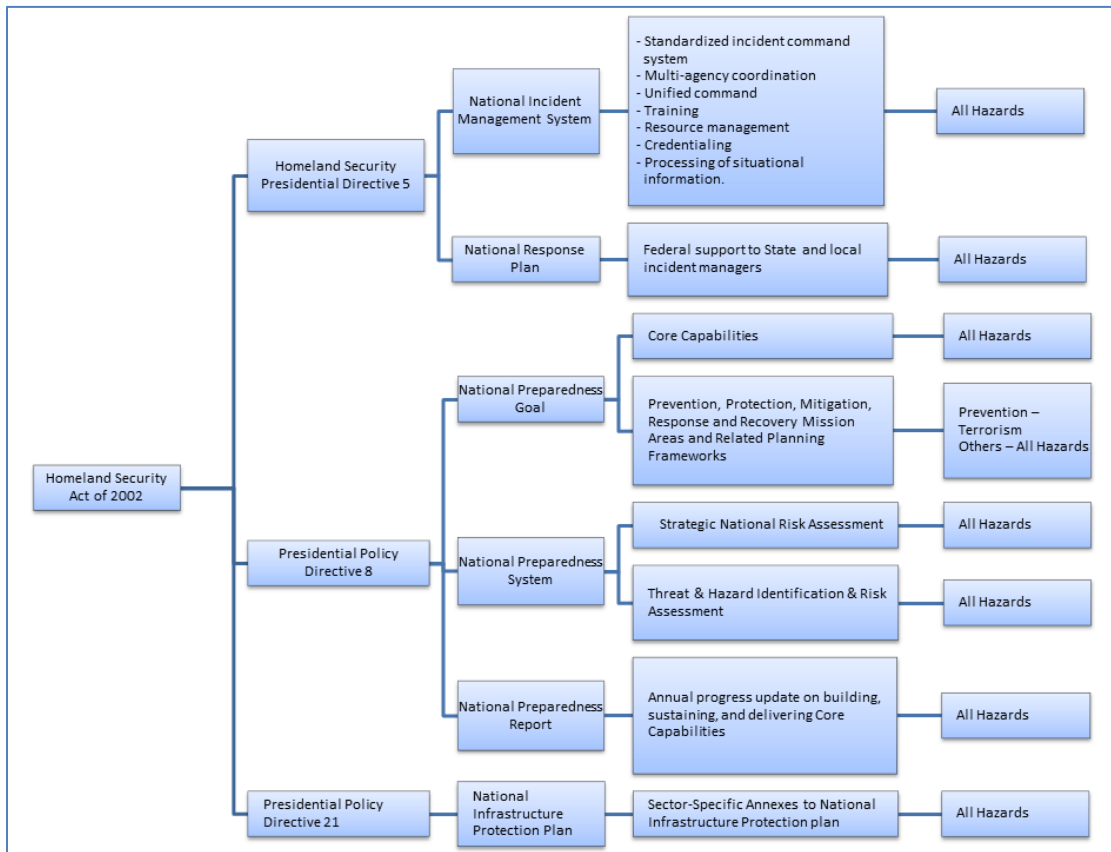 - Standardized incident command
system
- Multi-agency coordination
- Unified command
- Training
- Resource management
- Credentialing
- Processing of situational
information.
National Incident
Management System
All Hazards
Homeland Security
Presidential Directive 5
National Response
Plan
Federal support to State and local
incident managers
All Hazards
Core Capabilities
All Hazards
National Preparedness
Goal
Prevention, Protection, Mitigation,
Response and Recovery Mission
Areas and Related Planning
Frameworks
Prevention –
Terrorism
Others – All Hazards
Homeland Security
Act of 2002
Strategic National Risk Assessment
All Hazards
Presidential Policy
Directive 8
National Preparedness
System
Threat & Hazard Identification & Risk
Assessment
All Hazards
National Preparedness
Report
Annual progress update on building,
sustaining, and delivering Core
Capabilities
All Hazards
Presidential Policy
Directive 21
National
Infrastructure
Protection Plan
Sector-Specific Annexes to National
Infrastructure Protection plan
All Hazards